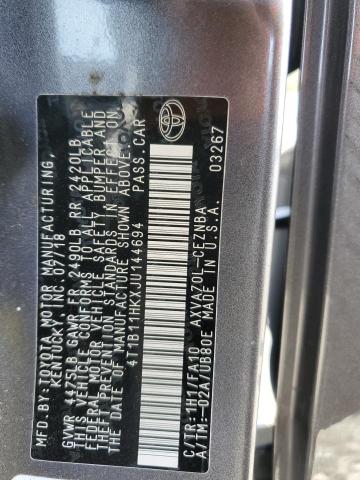 MFD. BY TOYOTA MOTOR MANUFACTURING,
KENTUCKY, INC. 07/18
GVWR 4475LB GAWR FR 2490LB RR 2420LB
THIS VEHICLE CONFORMS TO ALL APPLICABLE
FEDERAL MOTOR VEHICLE SAFETY, BUMPER, AND
THEFT PREVENTION STANDARDS IN EFFECT ON
THE DATE OF MANUFACTURE SHOWN ABOVE.
4T1B11HKXJU144694 PASS.CAR
C/TR:1H1/FA10 AXVA70L-CEZNBA
A/TM:-02A/UB80E MADE IN U.S.A.
03267